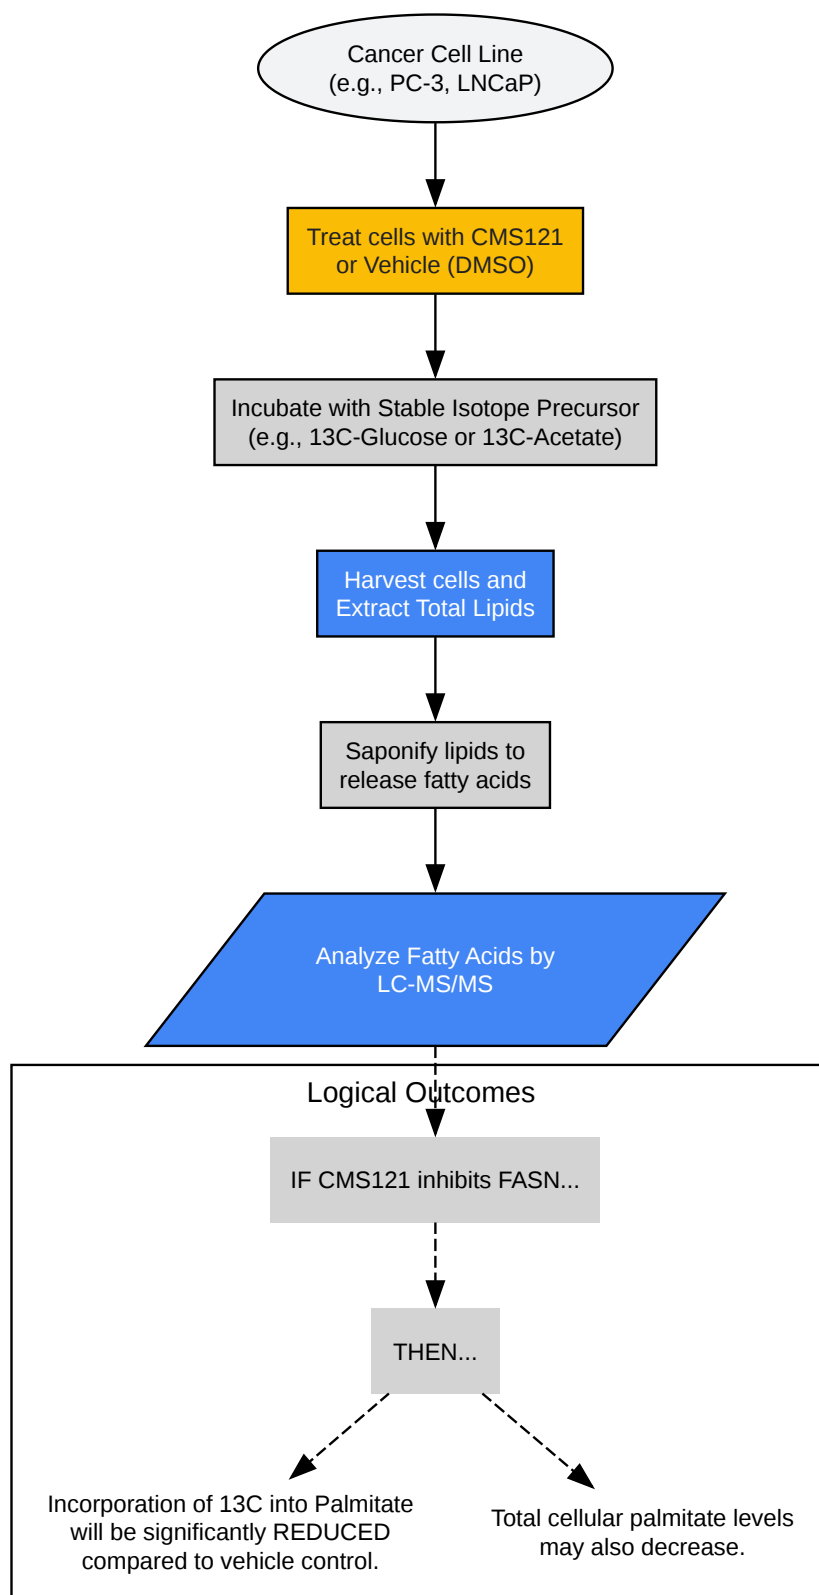 Cancer Cell Line
(e.g., PC-3, LNCaP)
Treat cells with CMS121
or Vehicle (DMSO)
Incubate with Stable Isotope Precursor
(e.g., 13C-Glucose or 13C-Acetate)
Harvest cells and
Extract Total Lipids
Saponify lipids to
release fatty acids
Analyze Fatty Acids by
LC-MS/MS
Logical Outcomes
IF CMS121 inhibits FASN...
THEN...
Incorporation of 13C into Palmitate
will be significantly REDUCED
compared to vehicle control.
Total cellular palmitate levels
may also decrease.